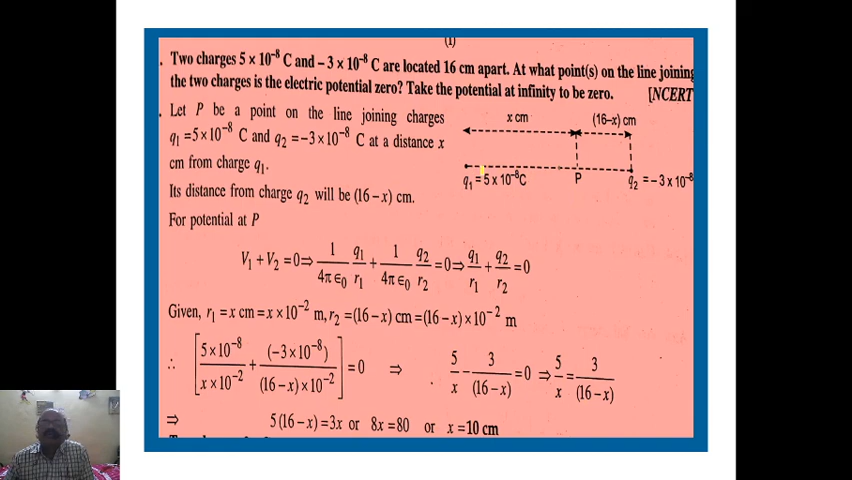 (1)
. Two charges 5 × 10⁻⁸ C and – 3 × 10⁻⁸ C are located 16 cm apart. At what point(s) on the line joining
the two charges is the electric potential zero? Take the potential at infinity to be zero. [NCERT
. Let P be a point on the line joining charges
q₁ =5×10⁻⁸ C and q₂ =–3×10⁻⁸ C at a distance x
cm from charge q₁.
Its distance from charge q₂ will be (16 – x) cm.
For potential at P
x cm (16–x) cm
q₁ = 5 x 10⁻⁸C P q₂ = – 3 x 10⁻⁸
V₁ + V₂ = 0 ⇒ 1/4π∈₀ q₁/r₁ + 1/4π∈₀ q₂/r₂ = 0 ⇒ q₁/r₁ + q₂/r₂ = 0
Given, r₁ = x cm = x × 10⁻² m, r₂ = (16 – x) cm = (16 – x) × 10⁻² m
∴ [5×10⁻⁸/x×10⁻² + (–3×10⁻⁸)/(16–x)×10⁻²] = 0 ⇒ 5/x – 3/(16–x) = 0 ⇒ 5/x = 3/(16–x)
⇒ 5(16 – x) = 3x or 8x = 80 or x = 10 cm